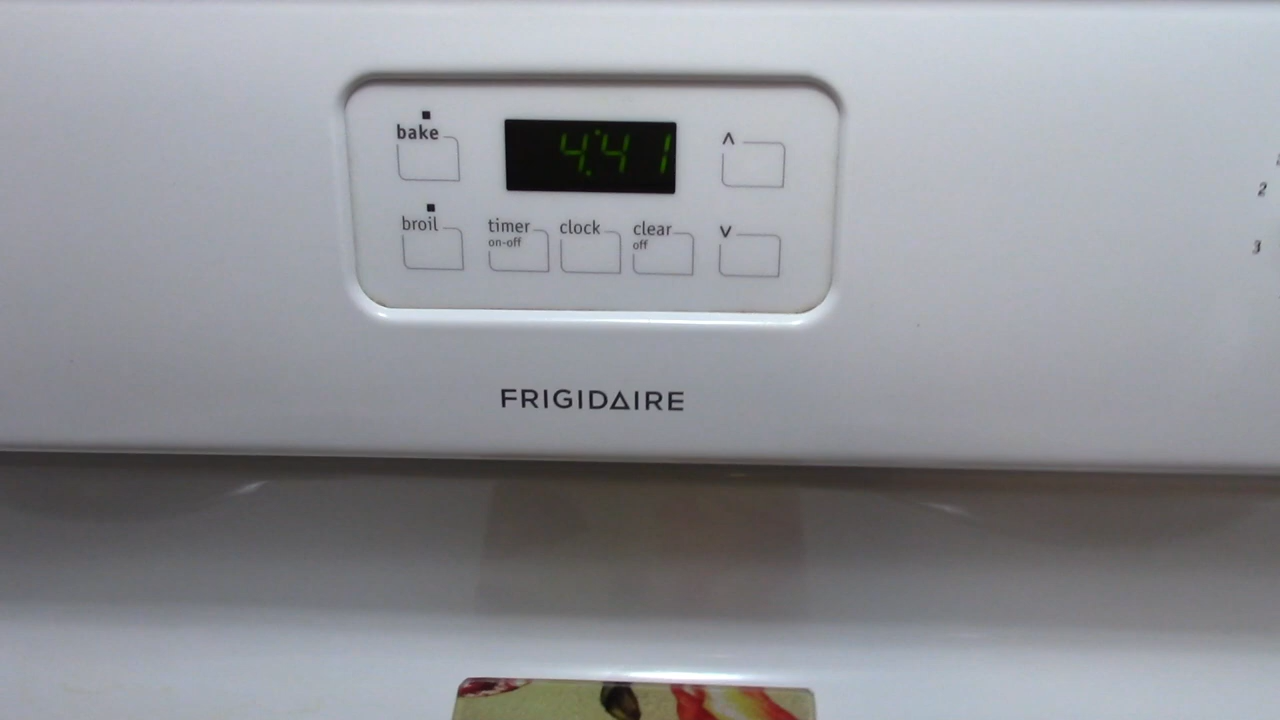 bake
4:41
^
broil
timer
on-off
clock
clear
off
v
2
3
FRIGIDAIRE